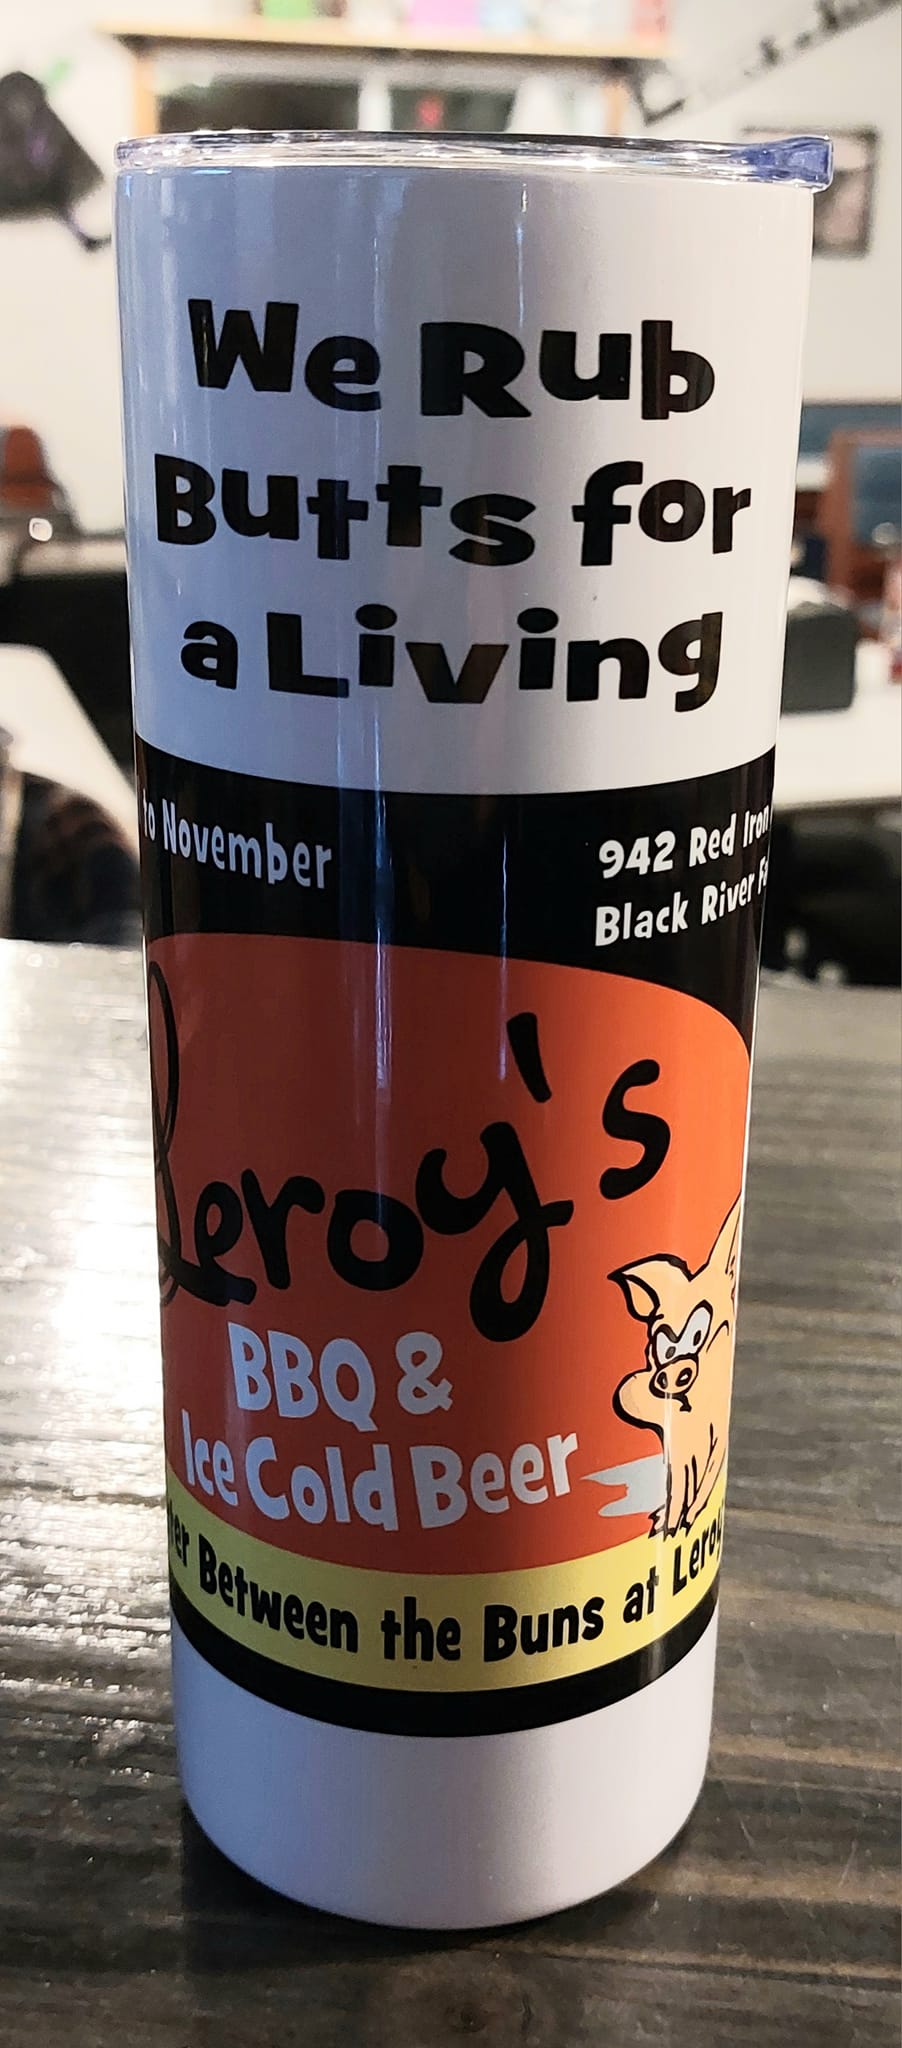 We Rub
Butts for
a Living
to November
942 Red Iron
Black River
Leroy's
BBQ &
Ice Cold Beer
Between the Buns at